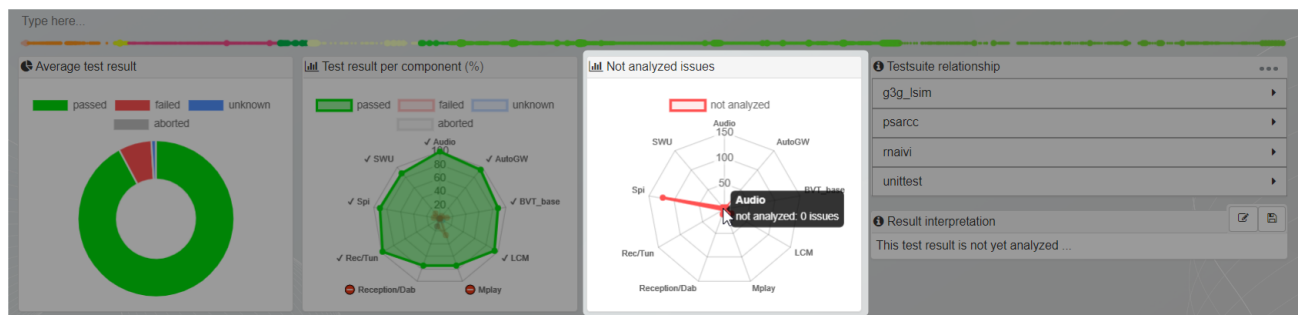 Type here...
Average test result
passed failed unknown
aborted
Test result per component (%)
passed failed unknown
aborted
✓ Audio
100
✓ SWU
✓ AutoGW
80
60
40
20
✓ Spi
✓ BVT_base
✓ Rec/Tun
✓ LCM
Reception/Dab
Mplay
Not analyzed issues
not analyzed
Audio
150
SWU
AutoGW
100
50
Spi
BVT_base
Audio
not analyzed: 0 issues
Rec/Tun
LCM
Reception/Dab
Mplay
Testsuite relationship
g3g_lsim
psarcc
rnaivi
unittest
Result interpretation
This test result is not yet analyzed ...